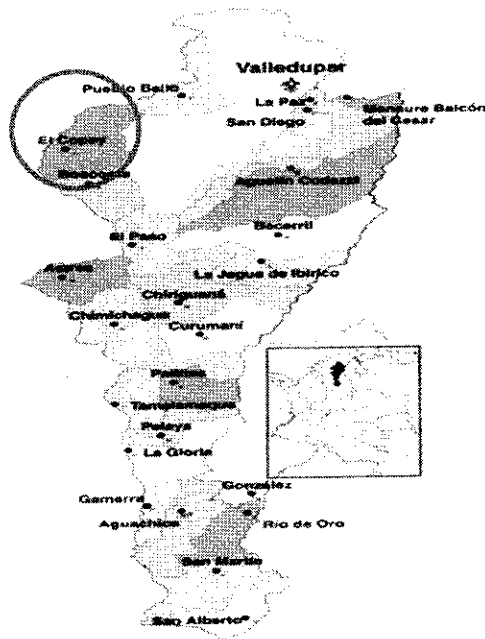 Valledupar
Pueblo Bello
La Paz
Manaure Balcón
del Cesar
San Diego
El Copey
Bosconia
Agustín Codazzi
Becerril
El Paso
La Jagua de Ibirico
Astrea
Chiriguaná
Chimichagua
Curumaní
Pailitas
Tamalameque
Pelaya
La Gloria
González
Gamarra
Aguachica
Río de Oro
San Martín
San Alberto